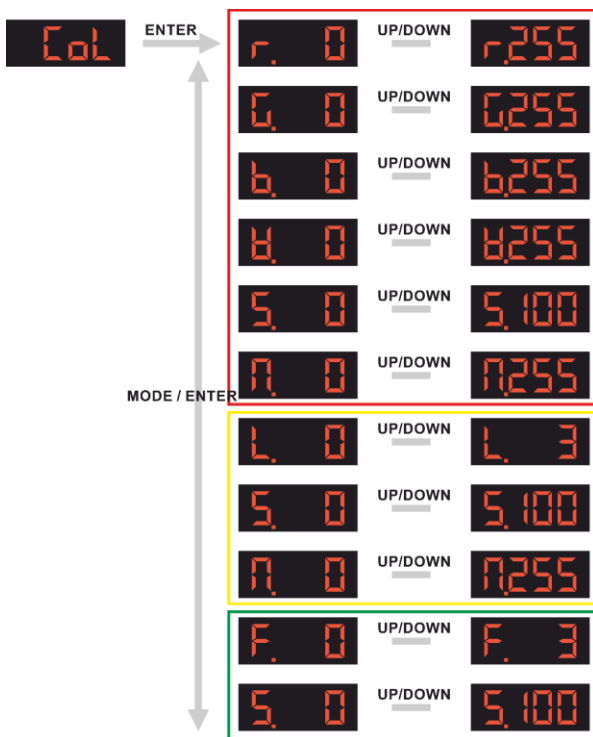 CoL ENTER r. 0 UP/DOWN r.255
G. 0 UP/DOWN G.255
b. 0 UP/DOWN b.255
W. 0 UP/DOWN W.255
S. 0 UP/DOWN S.100
M. 0 UP/DOWN M.255
MODE / ENTER
L. 0 UP/DOWN L. 3
S. 0 UP/DOWN S.100
M. 0 UP/DOWN M.255
F. 0 UP/DOWN F. 3
S. 0 UP/DOWN S.100